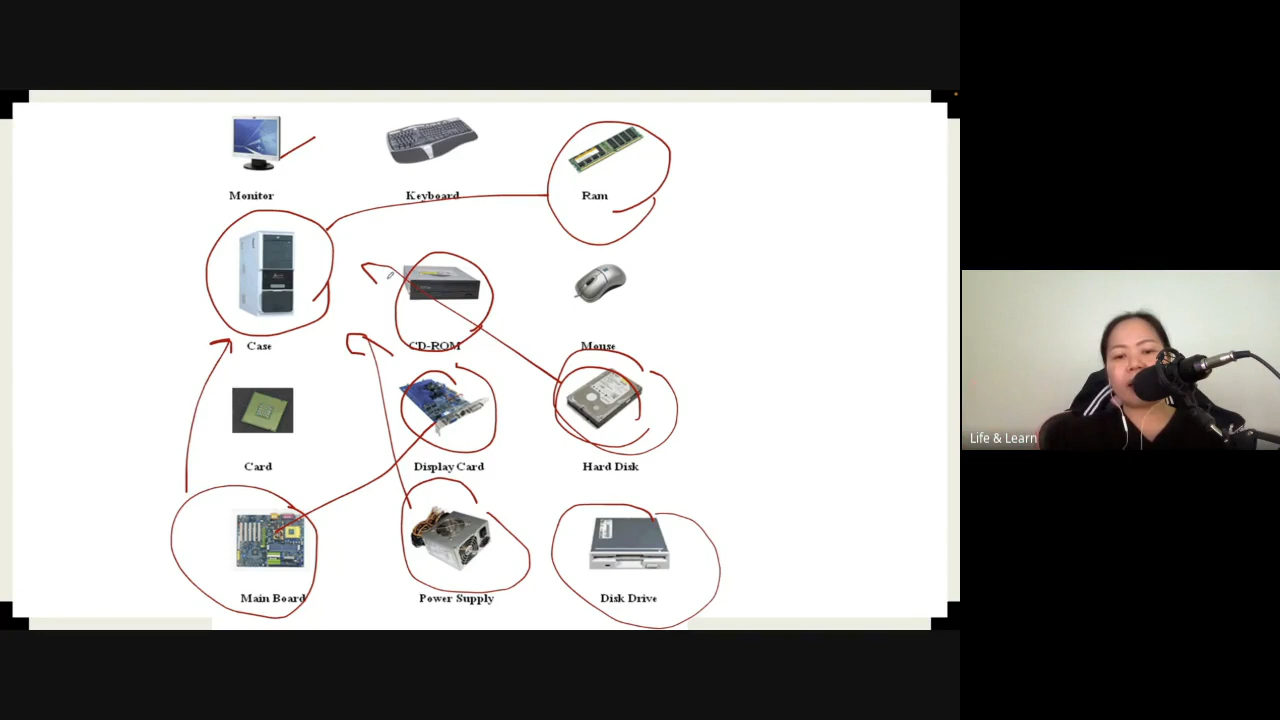 Monitor
Keyboard
Ram
Case
CD-ROM
Mouse
Card
Display Card
Hard Disk
Main Board
Power Supply
Disk Drive
Life & Learn